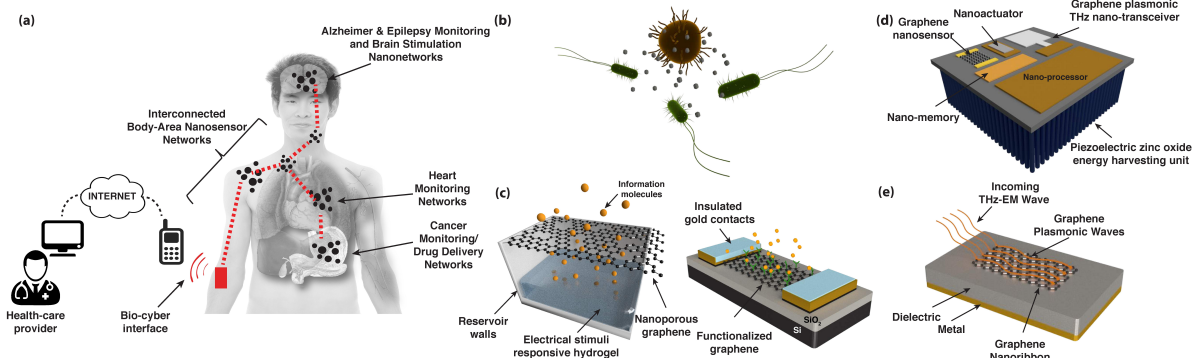 (a)
Alzheimer & Epilepsy Monitoring
and Brain Stimulation
Nanonetworks
Interconnected
Body-Area Nanosensor
Networks
INTERNET
Heart
Monitoring
Networks
Cancer
Monitoring/
Drug Delivery
Networks
Health-care
provider
Bio-cyber
interface
(b)
(c)
Information
molecules
Reservoir
walls
Electrical stimuli
responsive hydrogel
Nanoporous
graphene
Insulated
gold contacts
Functionalized
graphene
SiO2
Si
(d)
Graphene
nanosensor
Nanoactuator
Graphene plasmonic
THz nano-transceiver
Nano-processor
Nano-memory
Piezoelectric zinc oxide
energy harvesting unit
(e)
Incoming
THz-EM Wave
Graphene
Plasmonic Waves
Dielectric
Metal
Graphene
Nanoribbon